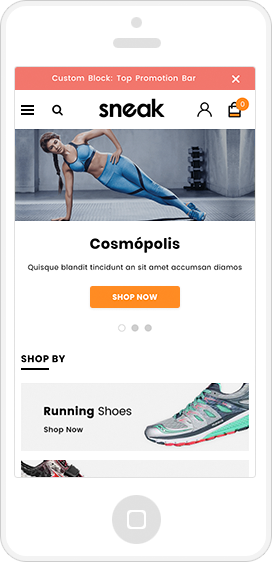 Custom Block: Top Promotion Bar
sneak
0
Cosmópolis
Quisque blandit tincidunt an sit amet accumsan diamos
SHOP NOW
SHOP BY
Running Shoes
Shop Now